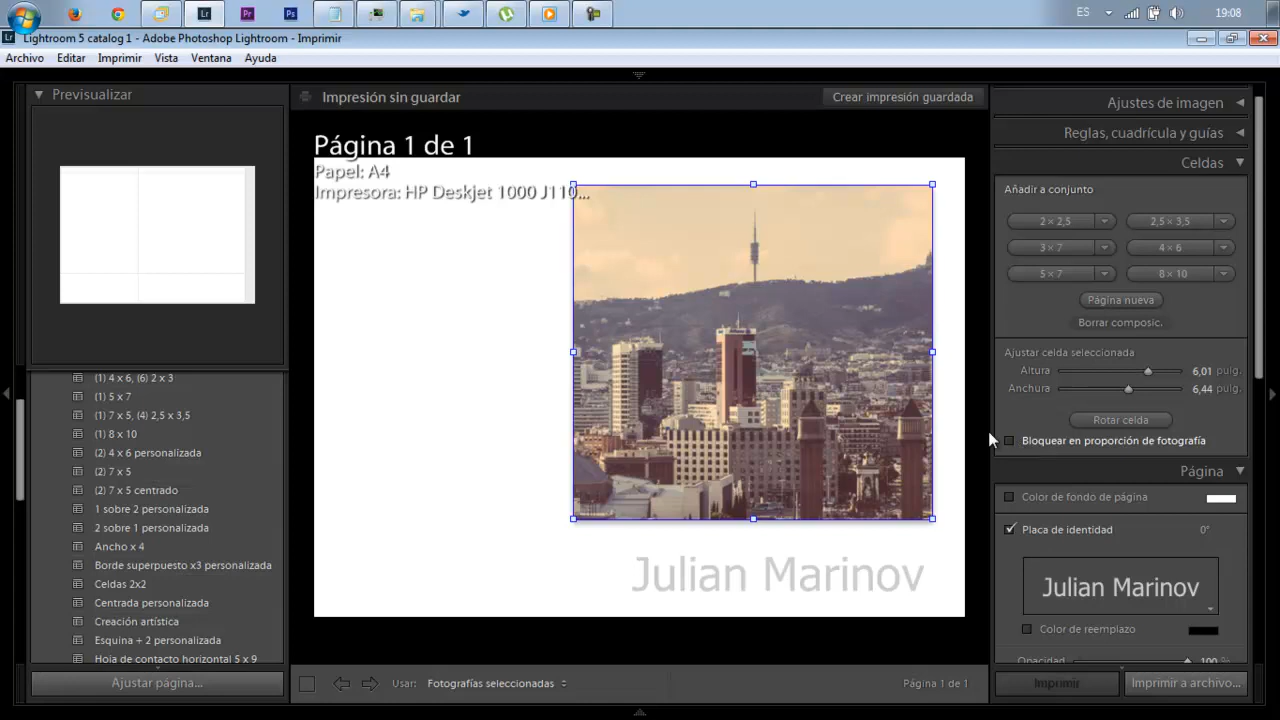 ES
19:08
Lightroom 5 catalog 1 - Adobe Photoshop Lightroom - Imprimir
Archivo Editar Imprimir Vista Ventana Ayuda
Previsualizar
(1) 4 x 6, (6) 2 x 3
(1) 5 x 7
(1) 7 x 5, (4) 2,5 x 3,5
(1) 8 x 10
(2) 4 x 6 personalizada
(2) 7 x 5
(2) 7 x 5 centrado
1 sobre 2 personalizada
2 sobre 1 personalizada
Ancho x 4
Borde superpuesto x3 personalizada
Celdas 2x2
Centrada personalizada
Creación artística
Esquina + 2 personalizada
Hoja de contacto horizontal 5 x 9
Ajustar página...
Impresión sin guardar
Crear impresión guardada
Página 1 de 1
Papel: A4
Impresora: HP Deskjet 1000 J110...
Julian Marinov
Usar: Fotografías seleccionadas
Página 1 de 1
Ajustes de imagen
Reglas, cuadrícula y guías
Celdas
Añadir a conjunto
2 × 2,5
2,5 × 3,5
3 × 7
4 × 6
5 × 7
8 × 10
Página nueva
Borrar composic.
Ajustar celda seleccionada
Altura 6,01 pulg.
Anchura 6,44 pulg.
Rotar celda
Bloquear en proporción de fotografía
Página
Color de fondo de página
Placa de identidad 0°
Julian Marinov
Color de reemplazo
Opacidad 100 %
Imprimir
Imprimir a archivo...